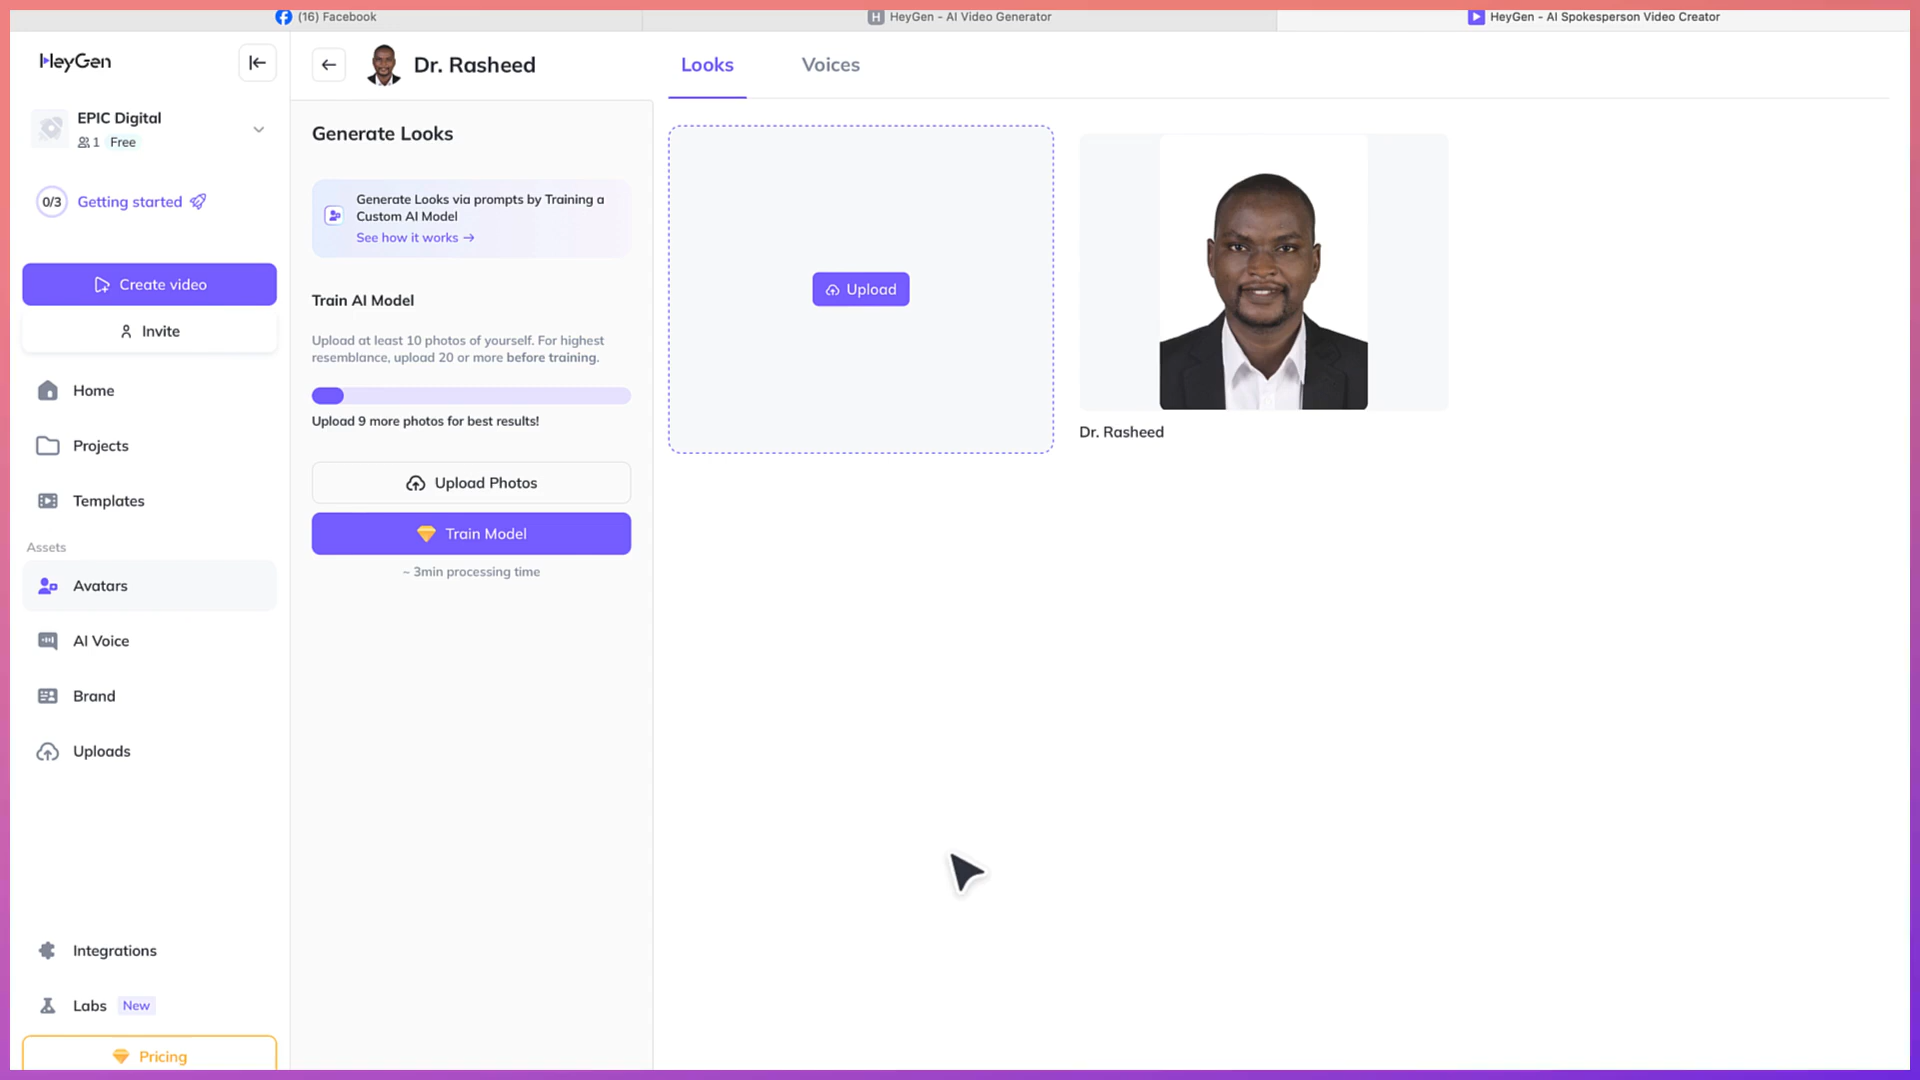 (16) Facebook
H HeyGen - AI Video Generator
HeyGen - AI Spokesperson Video Creator
HeyGen
EPIC Digital
1 Free
0/3 Getting started
Create video
Invite
Home
Projects
Templates
Assets
Avatars
AI Voice
Brand
Uploads
Integrations
Labs New
Pricing
Dr. Rasheed
Generate Looks
Generate Looks via prompts by Training a
Custom AI Model
See how it works →
Train AI Model
Upload at least 10 photos of yourself. For highest
resemblance, upload 20 or more before training.
Upload 9 more photos for best results!
Upload Photos
Train Model
~ 3min processing time
Looks
Voices
Upload
Dr. Rasheed